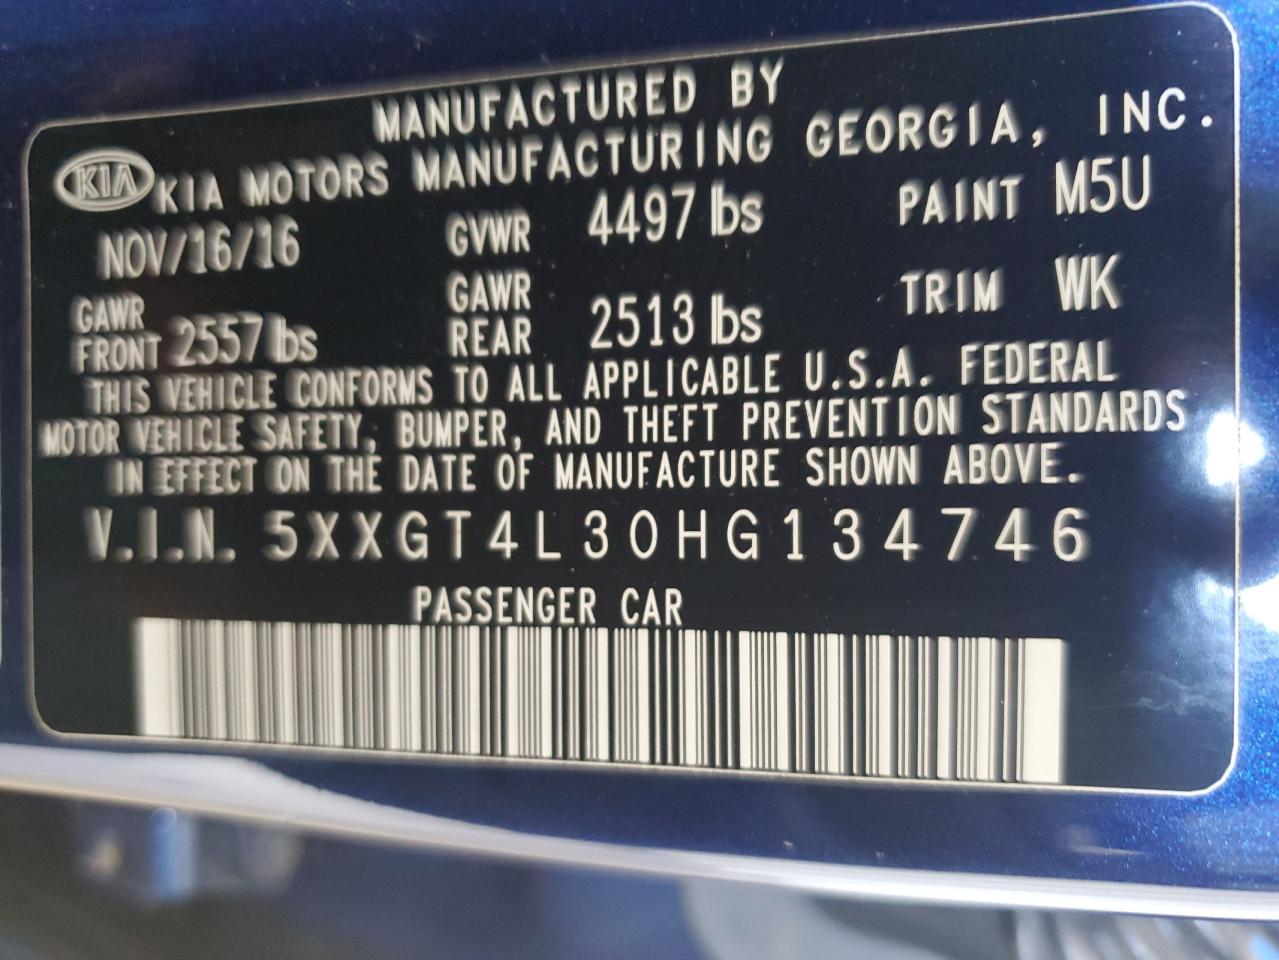 MANUFACTURED BY
KIA KIA MOTORS MANUFACTURING GEORGIA, INC.
NOV/16/16 GVWR 4497 lbs PAINT M5U
GAWR FRONT 2557 lbs GAWR REAR 2513 lbs TRIM WK
THIS VEHICLE CONFORMS TO ALL APPLICABLE U.S.A. FEDERAL
MOTOR VEHICLE SAFETY, BUMPER, AND THEFT PREVENTION STANDARDS
IN EFFECT ON THE DATE OF MANUFACTURE SHOWN ABOVE.
V.I.N. 5XXGT4L30HG134746
PASSENGER CAR